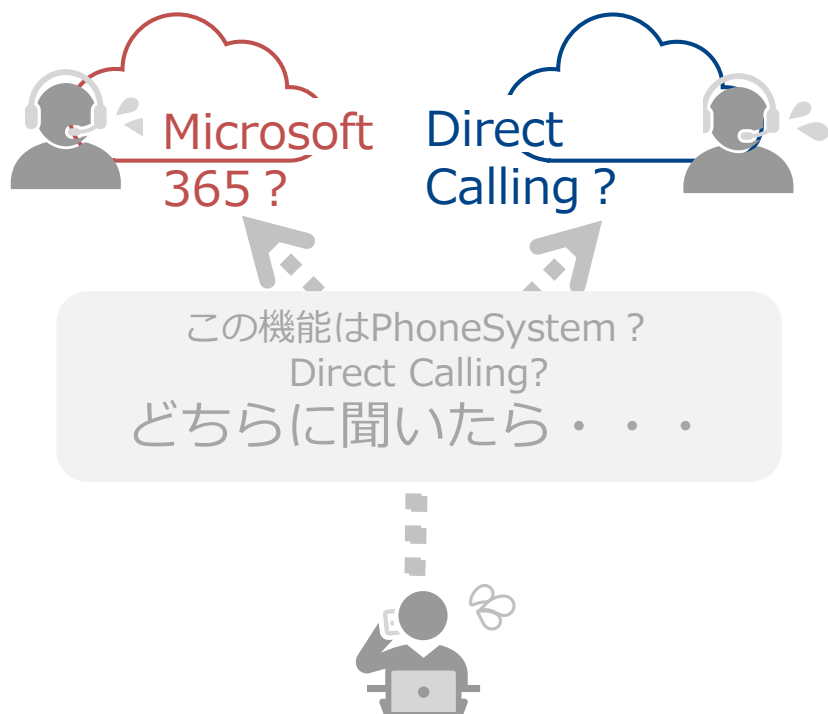 Microsoft
365？
Direct
Calling？
この機能はPhoneSystem？
Direct Calling?
どちらに聞いたら・・・